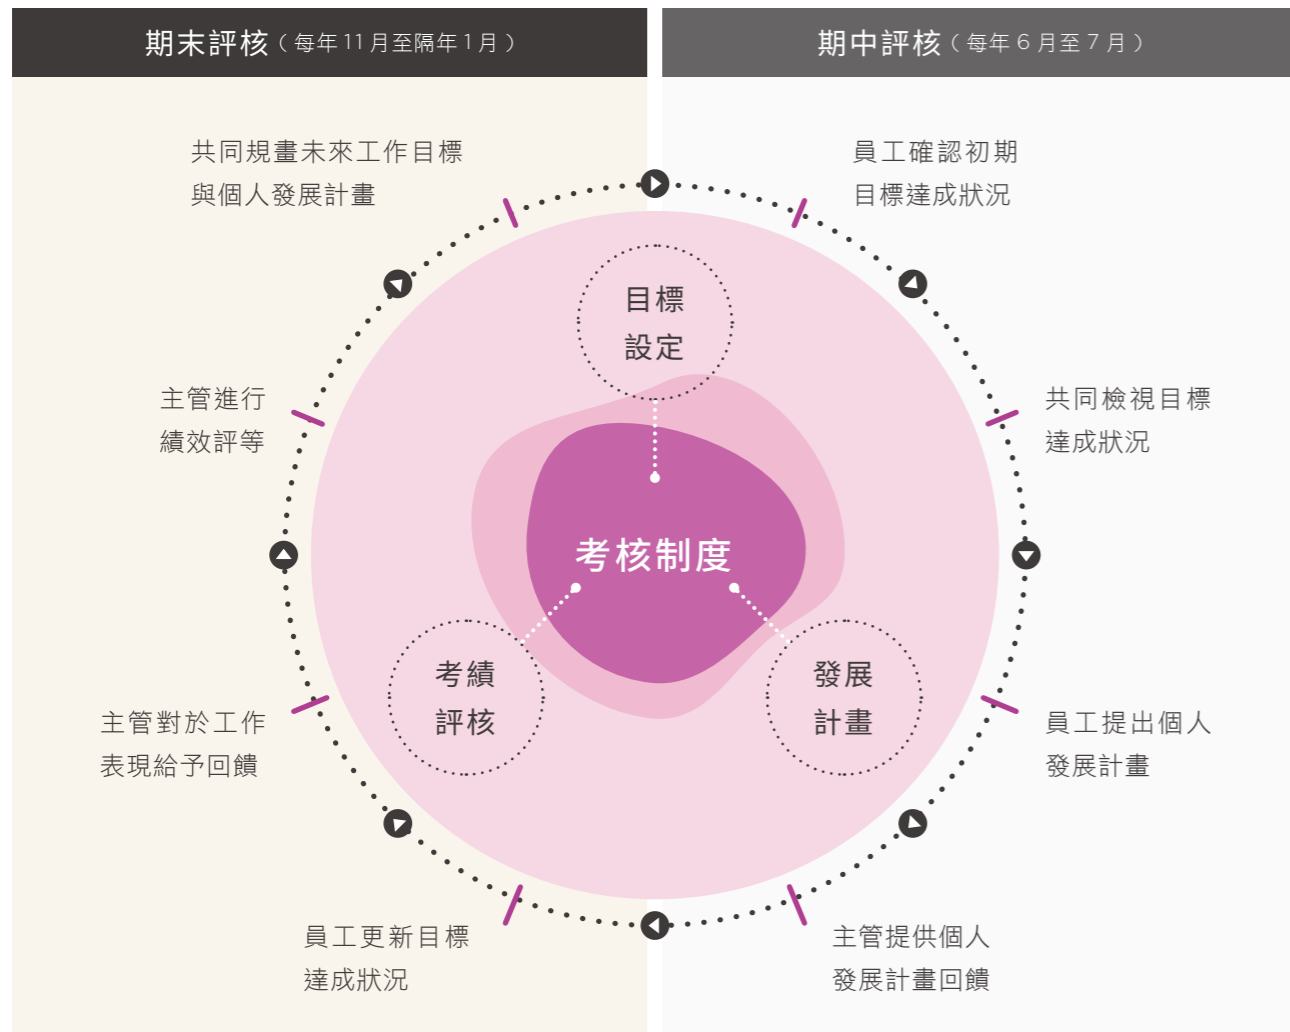 期末評核（每年 11 月至隔年 1 月）
期中評核（每年 6 月至 7 月）
共同規畫未來工作目標
與個人發展計畫
員工確認初期
目標達成狀況
目標
設定
主管進行
績效評等
共同檢視目標
達成狀況
考核制度
考績
評核
發展
計畫
主管對於工作
表現給予回饋
員工提出個人
發展計畫
員工更新目標
達成狀況
主管提供個人
發展計畫回饋